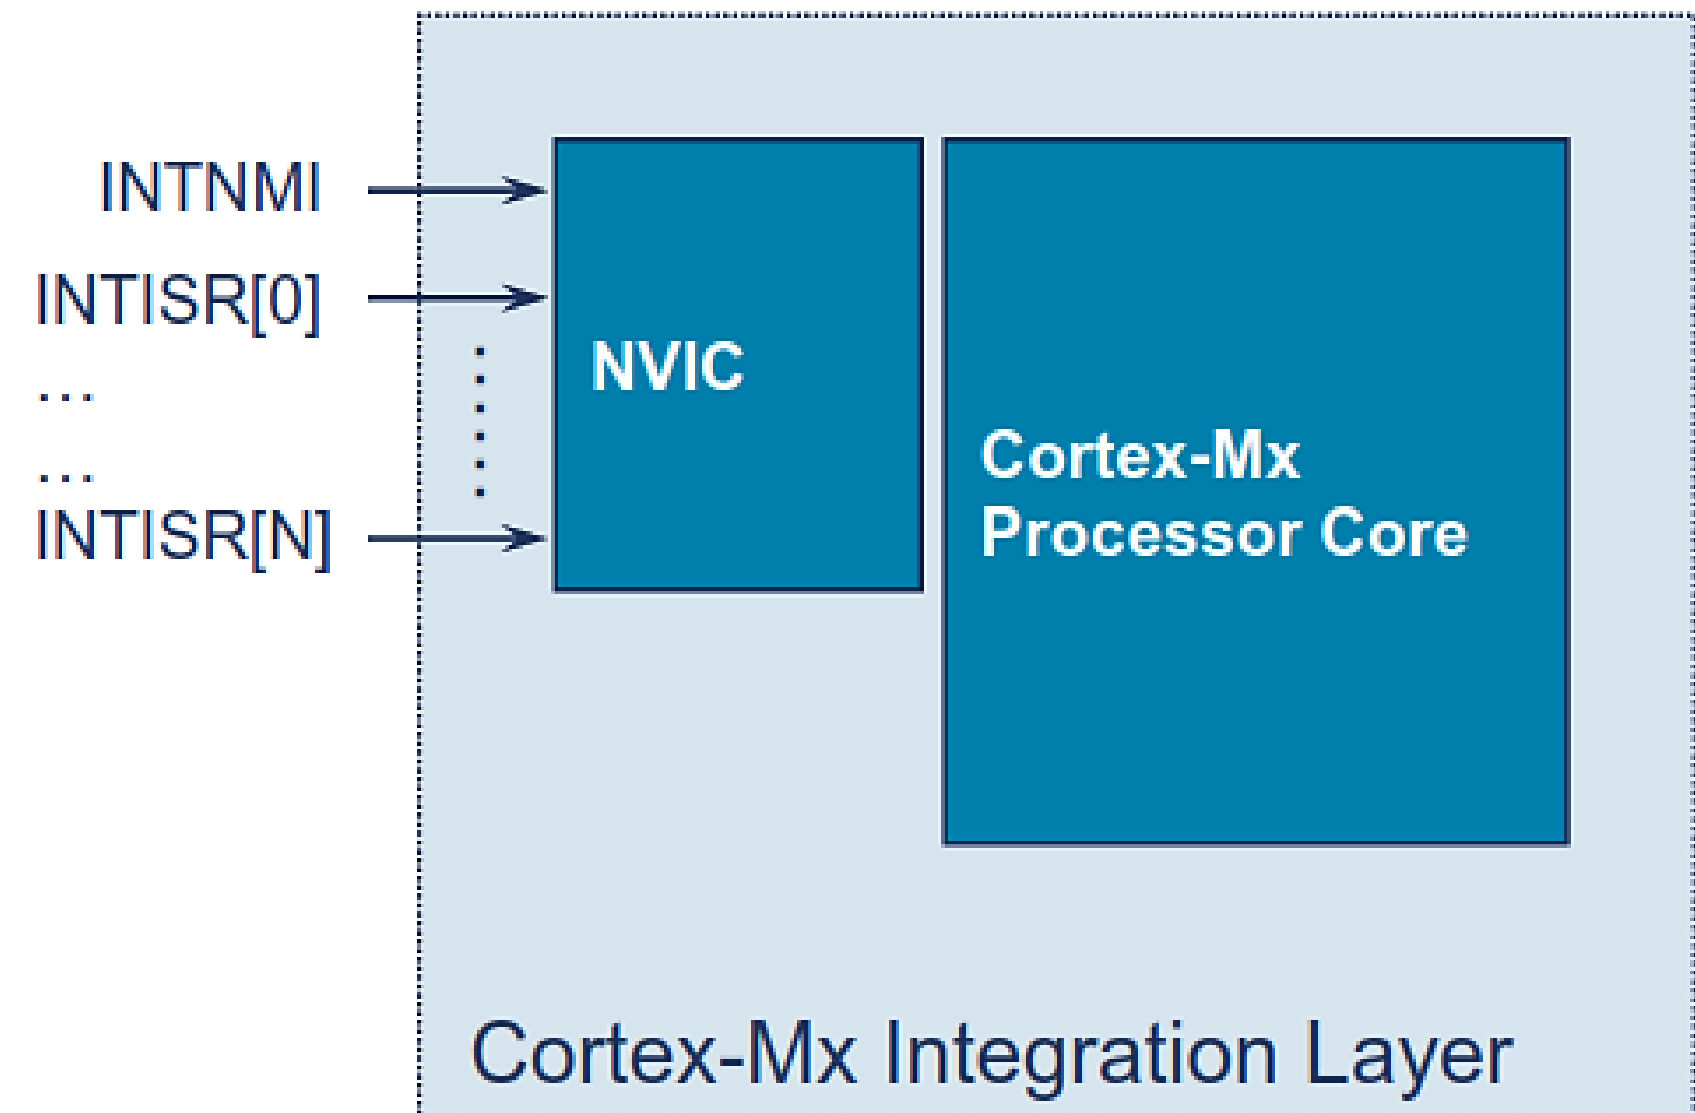 INTNMI
INTISR[0]
...
...
INTISR[N]
NVIC
Cortex-Mx
Processor Core
Cortex-Mx Integration Layer